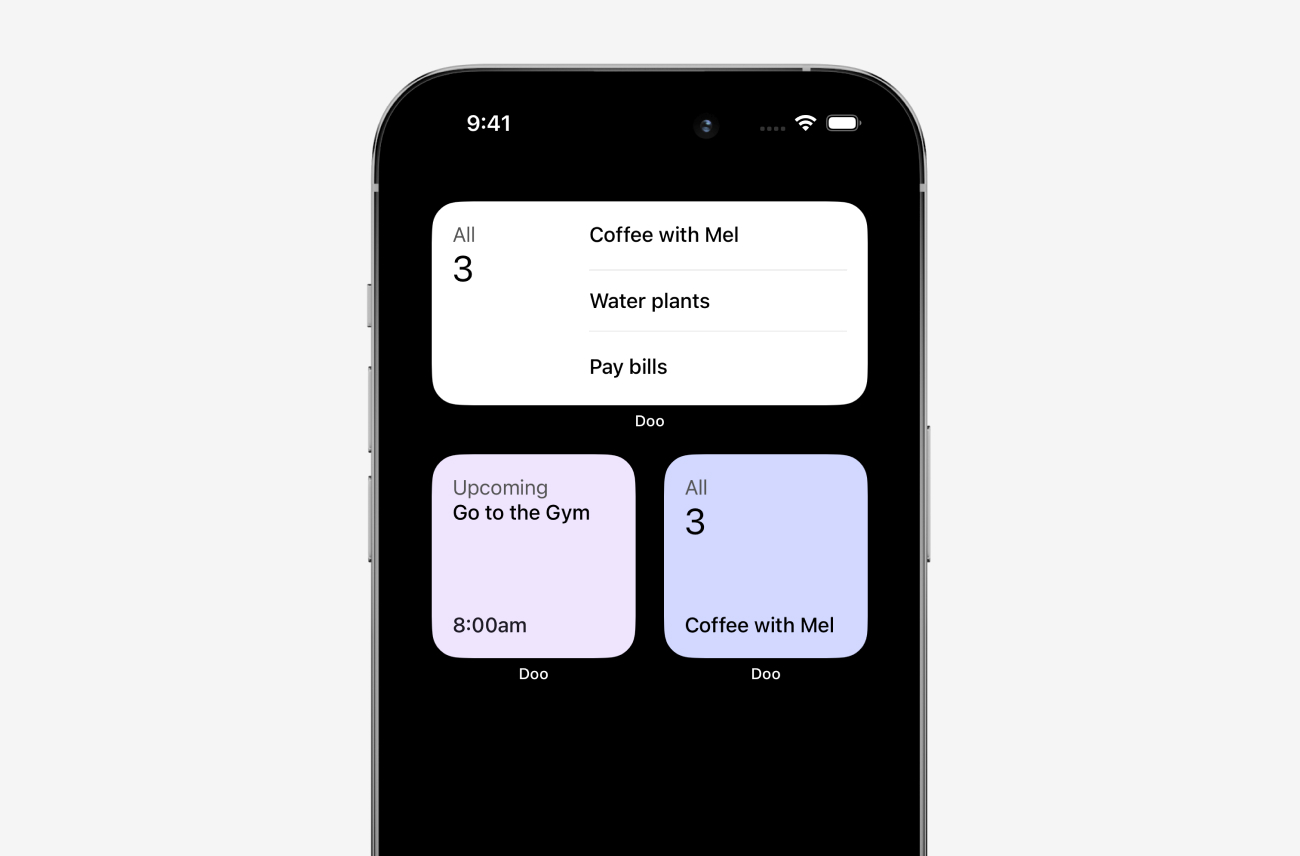 9:41
All
3
Coffee with Mel
Water plants
Pay bills
Doo
Upcoming
Go to the Gym
8:00am
Doo
All
3
Coffee with Mel
Doo